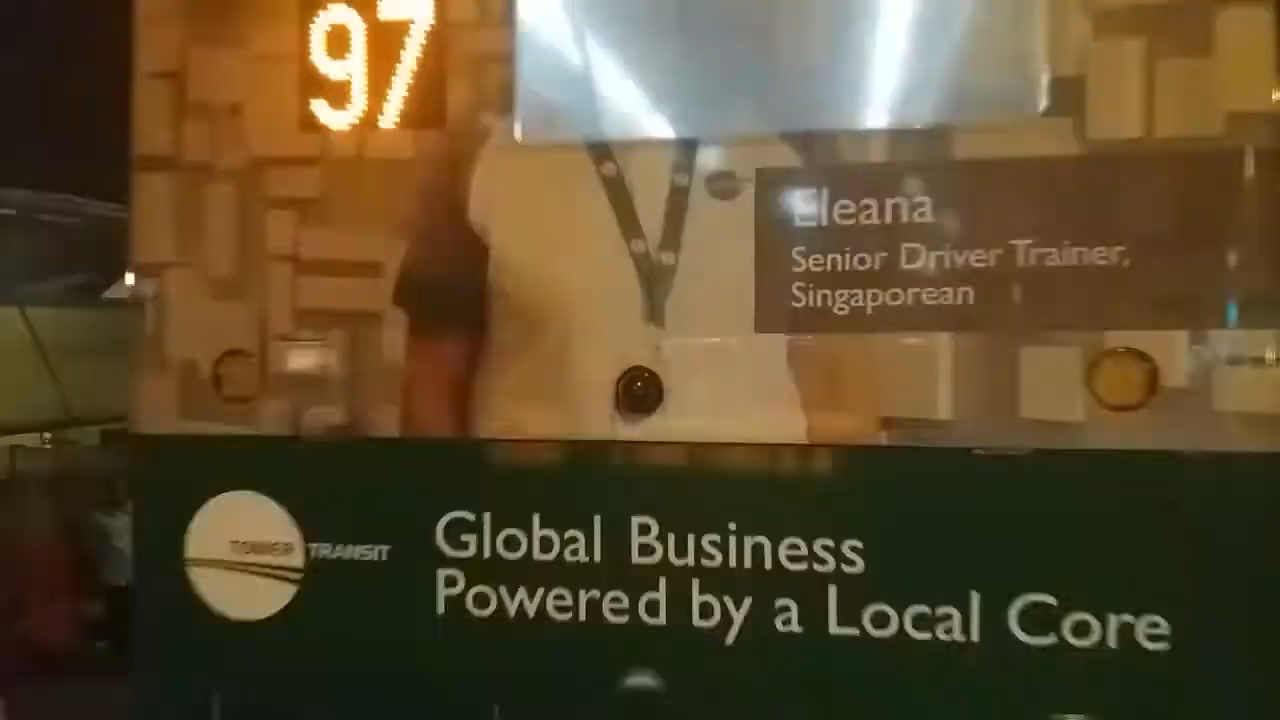 97
Eleana
Senior Driver Trainer,
Singaporean
TOWER TRANSIT
Global Business
Powered by a Local Core